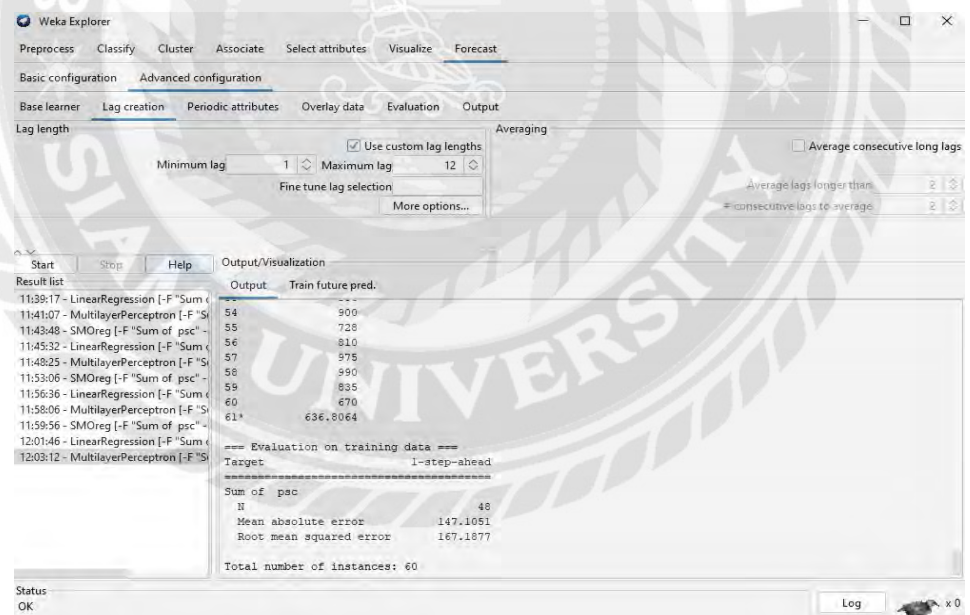 Weka Explorer
Preprocess Classify Cluster Associate Select attributes Visualize Forecast
Basic configuration Advanced configuration
Base learner Lag creation Periodic attributes Overlay data Evaluation Output
Lag length
Use custom lag lengths
Minimum lag 1 Maximum lag 12
Fine tune lag selection
More options...
Averaging
Average consecutive long lags
Average lags longer than 2
# consecutive lags to average 2
Start Stop Help
Result list
11:39:17 - LinearRegression [-F "Sum
11:41:07 - MultilayerPerceptron [-F "S
11:43:48 - SMOreg [-F "Sum of psc" -
11:45:32 - LinearRegression [-F "Sum
11:48:25 - MultilayerPerceptron [-F "S
11:53:06 - SMOreg [-F "Sum of psc" -
11:56:36 - LinearRegression [-F "Sum
11:58:06 - MultilayerPerceptron [-F "S
11:59:56 - SMOreg [-F "Sum of psc" -
12:01:46 - LinearRegression [-F "Sum
12:03:12 - MultilayerPerceptron [-F "S
Output/Visualization
Output Train future pred.
54 900
55 728
56 810
57 975
58 990
59 835
60 670
61* 636.8064
=== Evaluation on training data ===
Target 1-step-ahead
========================================
Sum of psc
N 48
Mean absolute error 147.1051
Root mean squared error 167.1877
Total number of instances: 60
Status
OK
Log x 0
SIAM UNIVERSITY